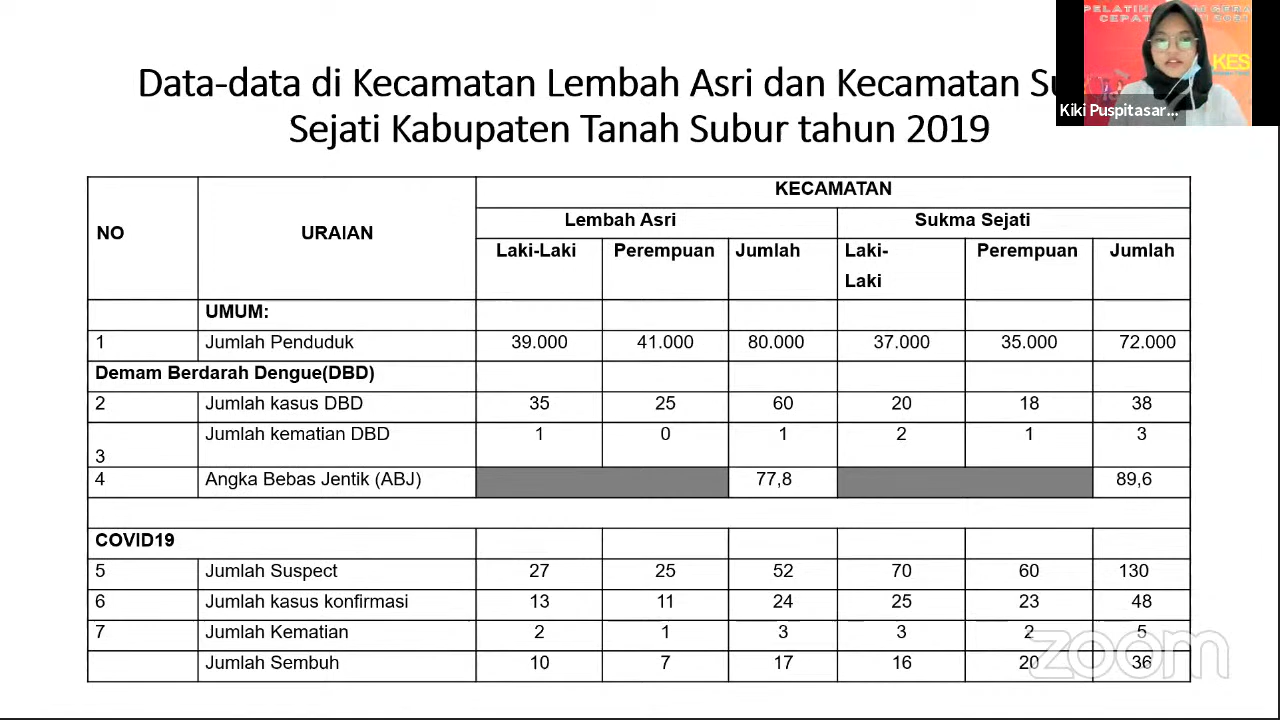 Data-data di Kecamatan Lembah Asri dan Kecamatan
Sejati Kabupaten Tanah Subur tahun 2019
KES
Kiki Puspitasar...
NO URAIAN KECAMATAN
Lembah Asri Sukma Sejati
Laki-Laki Perempuan Jumlah Laki- Perempuan Jumlah
Laki
UMUM:
1 Jumlah Penduduk 39.000 41.000 80.000 37.000 35.000 72.000
Demam Berdarah Dengue(DBD)
2 Jumlah kasus DBD 35 25 60 20 18 38
3 Jumlah kematian DBD 1 0 1 2 1 3
4 Angka Bebas Jentik (ABJ) 77,8 89,6
COVID19
5 Jumlah Suspect 27 25 52 70 60 130
6 Jumlah kasus konfirmasi 13 11 24 25 23 48
7 Jumlah Kematian 2 1 3 3 2 5
Jumlah Sembuh 10 7 17 16 20 36
zoom